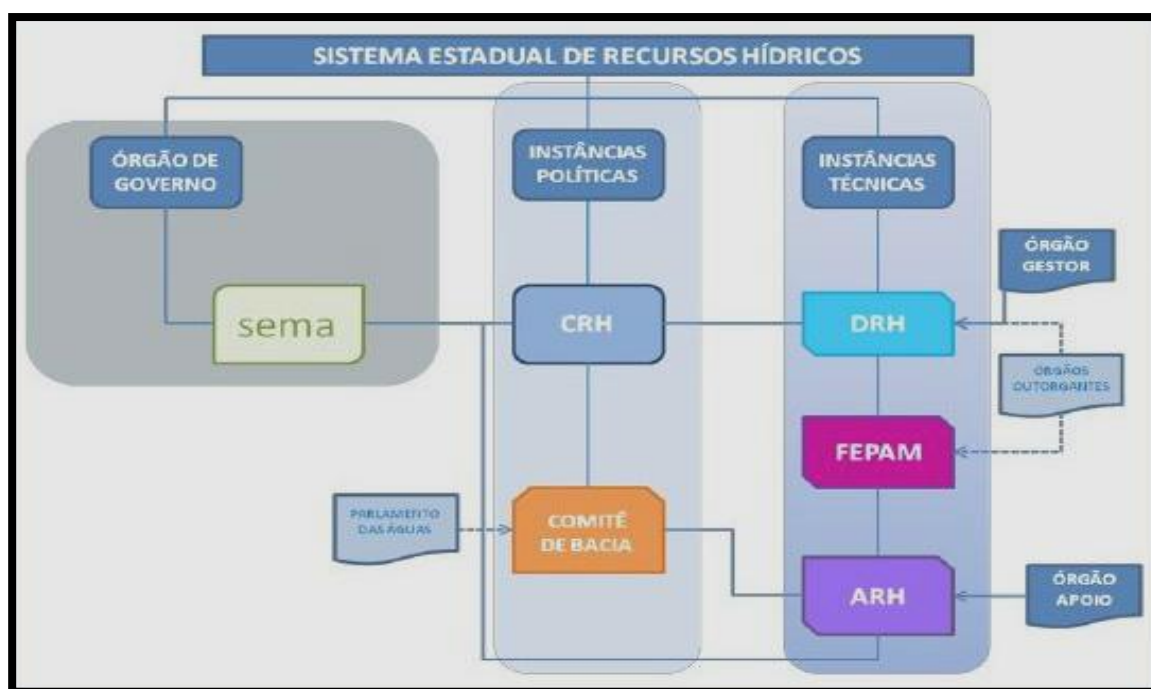 SISTEMA ESTADUAL DE RECURSOS HÍDRICOS
ÓRGÃO DE
GOVERNO
INSTÂNCIAS
POLÍTICAS
INSTÂNCIAS
TÉCNICAS
ÓRGÃO
GESTOR
sema
CRH
DRH
ÓRGÃOS
OUTORGANTES
FEPAM
PARLAMENTO
DAS ÁGUAS
COMITÊ
DE BACIA
ARH
ÓRGÃO
APOIO